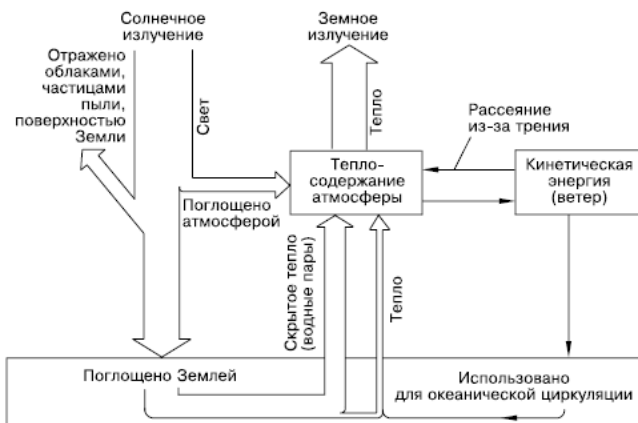 Солнечное
излучение
Земное
излучение
Отражено
облаками,
частицами
пыли,
поверхностью
Земли
Свет
Тепло
Рассеяние
из-за трения
Тепло-
содержание
атмосферы
Кинетическая
энергия
(ветер)
Поглощено
атмосферой
Скрытое тепло
(водные пары)
Тепло
Поглощено Землей
Использовано
для океанической циркуляции